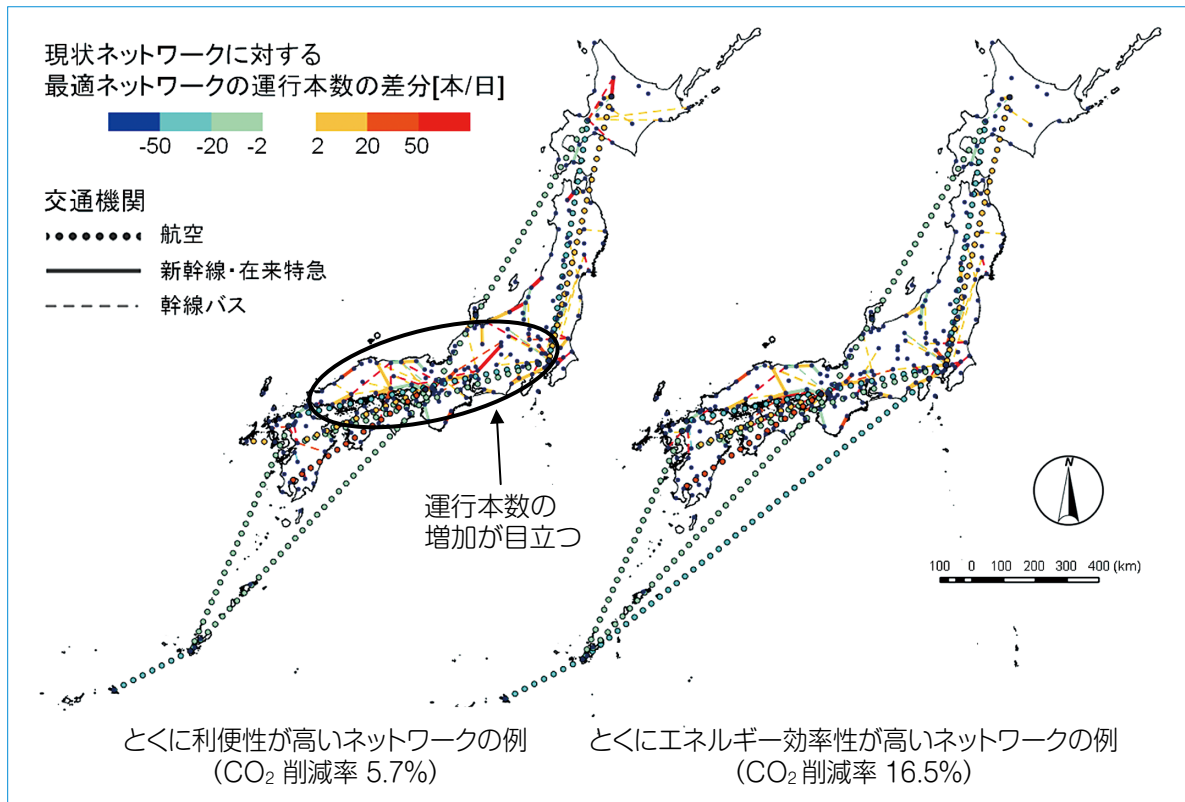 現状ネットワークに対する
最適ネットワークの運行本数の差分[本/日]
-50 -20 -2 2 20 50
交通機関
航空
新幹線・在来特急
幹線バス
運行本数の
増加が目立つ
N
100 0 100 200 300 400 (km)
とくに利便性が高いネットワークの例
（CO₂ 削減率 5.7%）
とくにエネルギー効率性が高いネットワークの例
（CO₂ 削減率 16.5%）